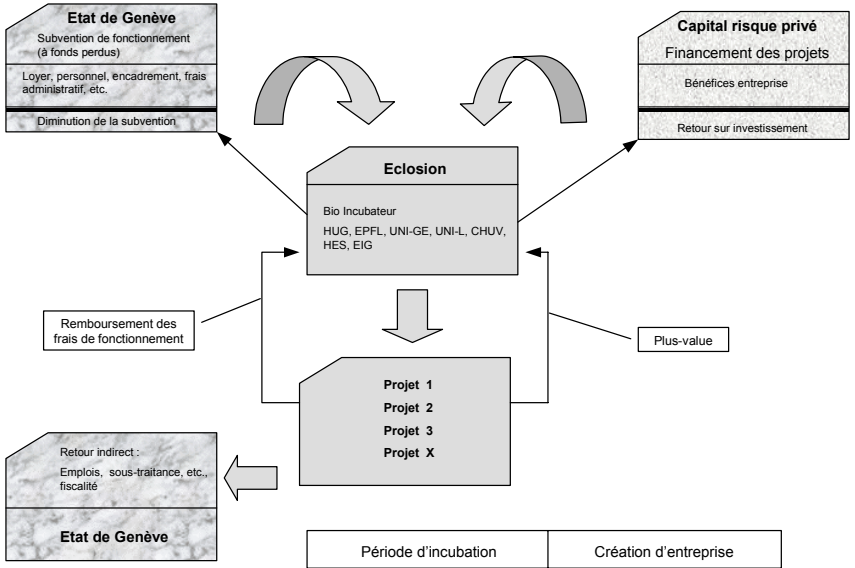 Etat de Genève
Subvention de fonctionnement
(à fonds perdus)
Loyer, personnel, encadrement, frais
administratif, etc.
Diminution de la subvention
Capital risque privé
Financement des projets
Bénéfices entreprise
Retour sur investissement
Eclosion
Bio Incubateur
HUG, EPFL, UNI-GE, UNI-L, CHUV,
HES, EIG
Remboursement des
frais de fonctionnement
Plus-value
Projet 1
Projet 2
Projet 3
Projet X
Retour indirect :
Emplois, sous-traitance, etc.,
fiscalité
Etat de Genève
Période d'incubation
Création d'entreprise